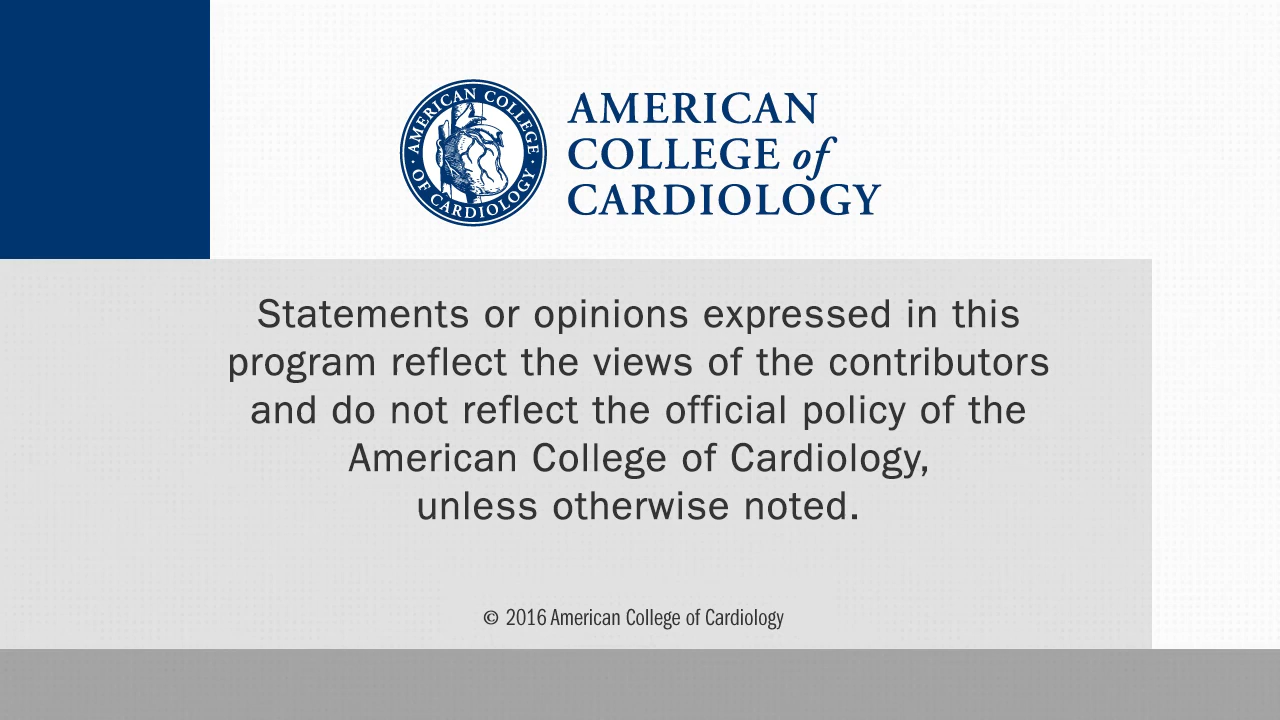 AMERICAN COLLEGE
· OF CARDIOLOGY ·
AMERICAN
COLLEGE of
CARDIOLOGY
Statements or opinions expressed in this
program reflect the views of the contributors
and do not reflect the official policy of the
American College of Cardiology,
unless otherwise noted.
© 2016 American College of Cardiology